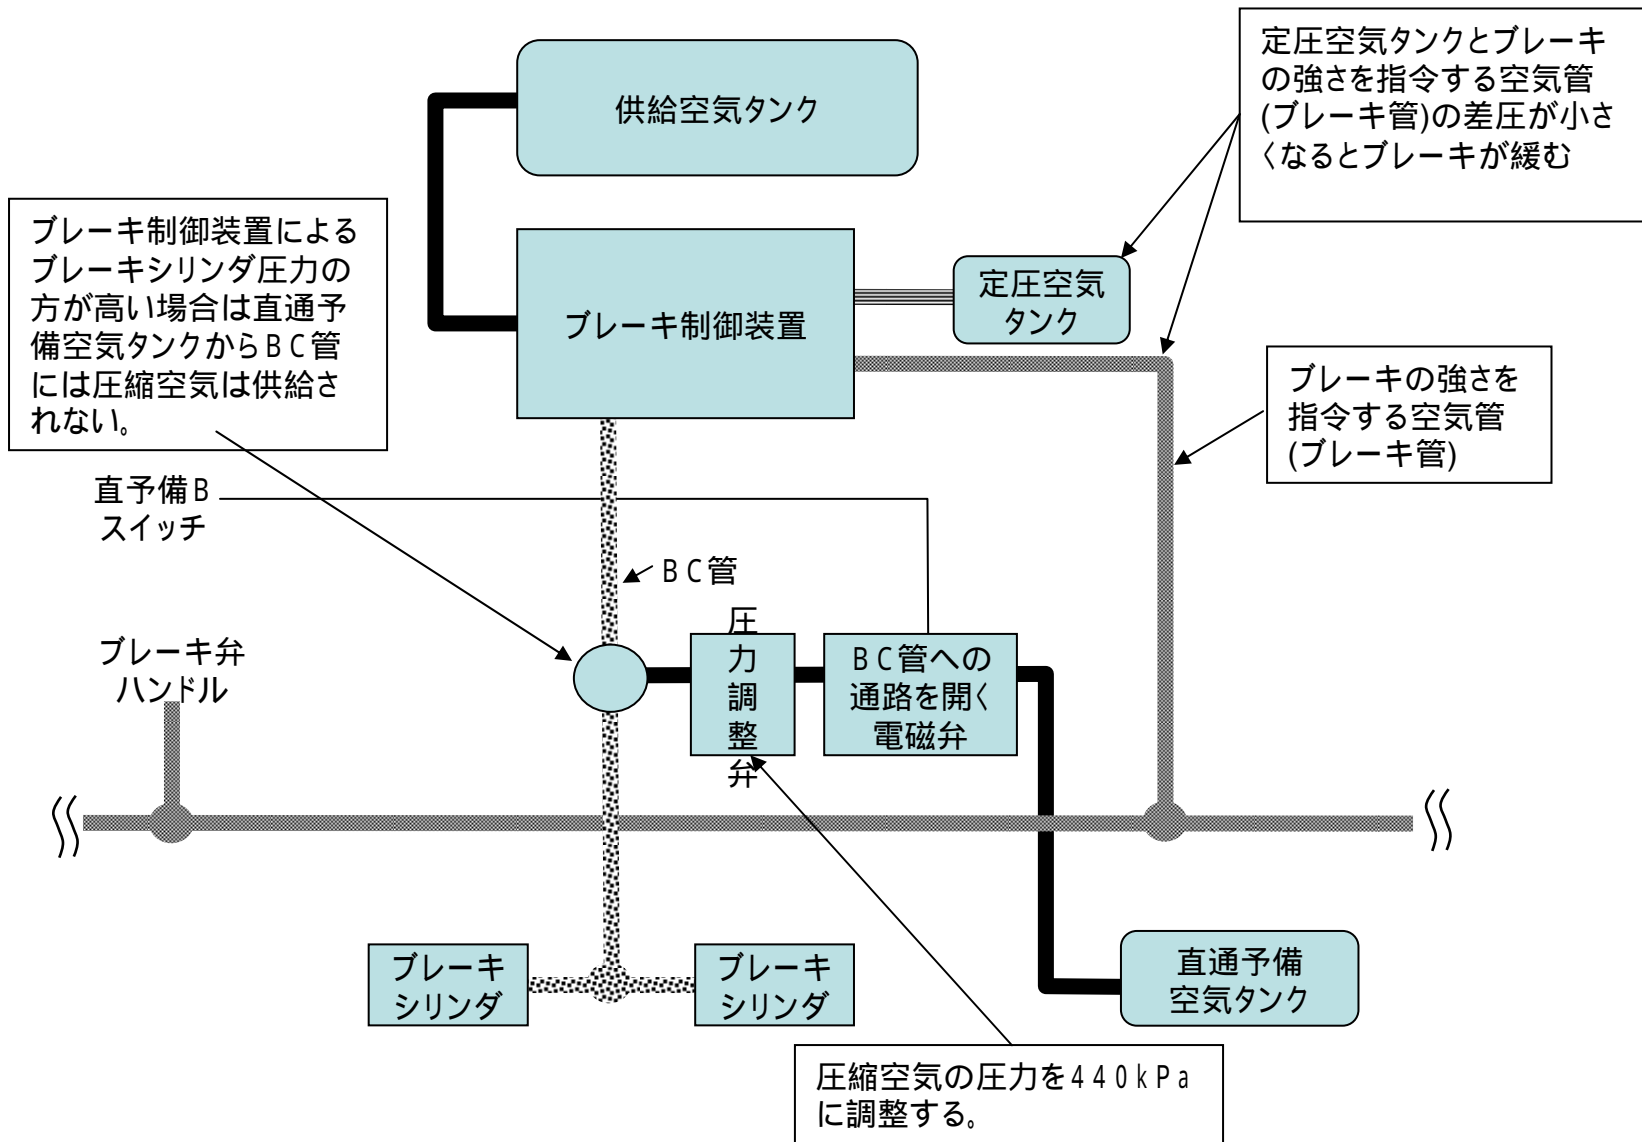 定圧空気タンクとブレーキ
の強さを指令する空気管
(ブレーキ管)の差圧が小さ
くなるとブレーキが緩む
供給空気タンク
ブレーキ制御装置による
ブレーキシリンダ圧力の
方が高い場合は直通予
備空気タンクからBC管
には圧縮空気は供給さ
れない。
ブレーキ制御装置
定圧空気
タンク
ブレーキの強さを
指令する空気管
(ブレーキ管)
直予備B
スイッチ
BC管
ブレーキ弁
ハンドル
圧
力
調
整
弁
BC管への
通路を開く
電磁弁
ブレーキ
シリンダ
ブレーキ
シリンダ
直通予備
空気タンク
圧縮空気の圧力を440kPa
に調整する。